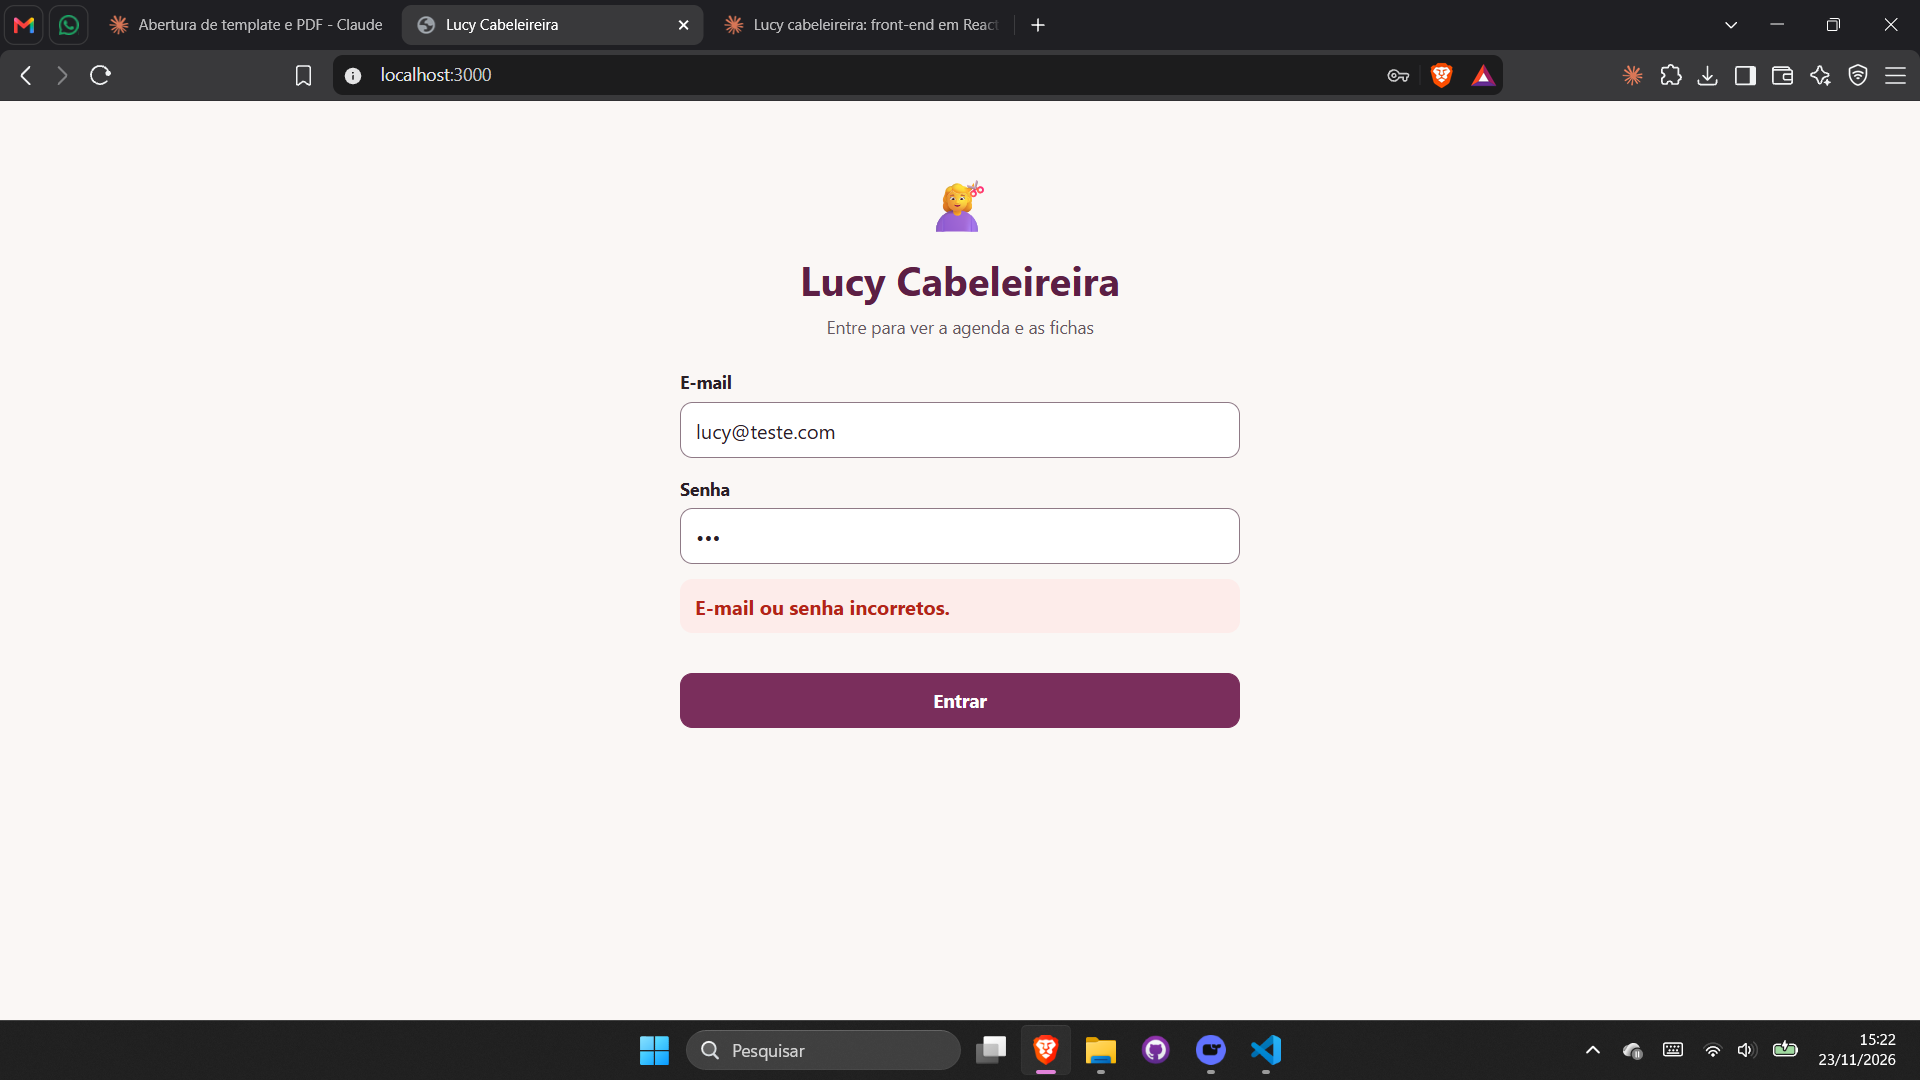 Abertura de template e PDF - Claude
Lucy Cabeleireira
Lucy cabeleireira: front-end em React
localhost:3000
Lucy Cabeleireira
Entre para ver a agenda e as fichas
E-mail
lucy@teste.com
Senha
E-mail ou senha incorretos.
Entrar
Pesquisar
15:22
23/11/2026